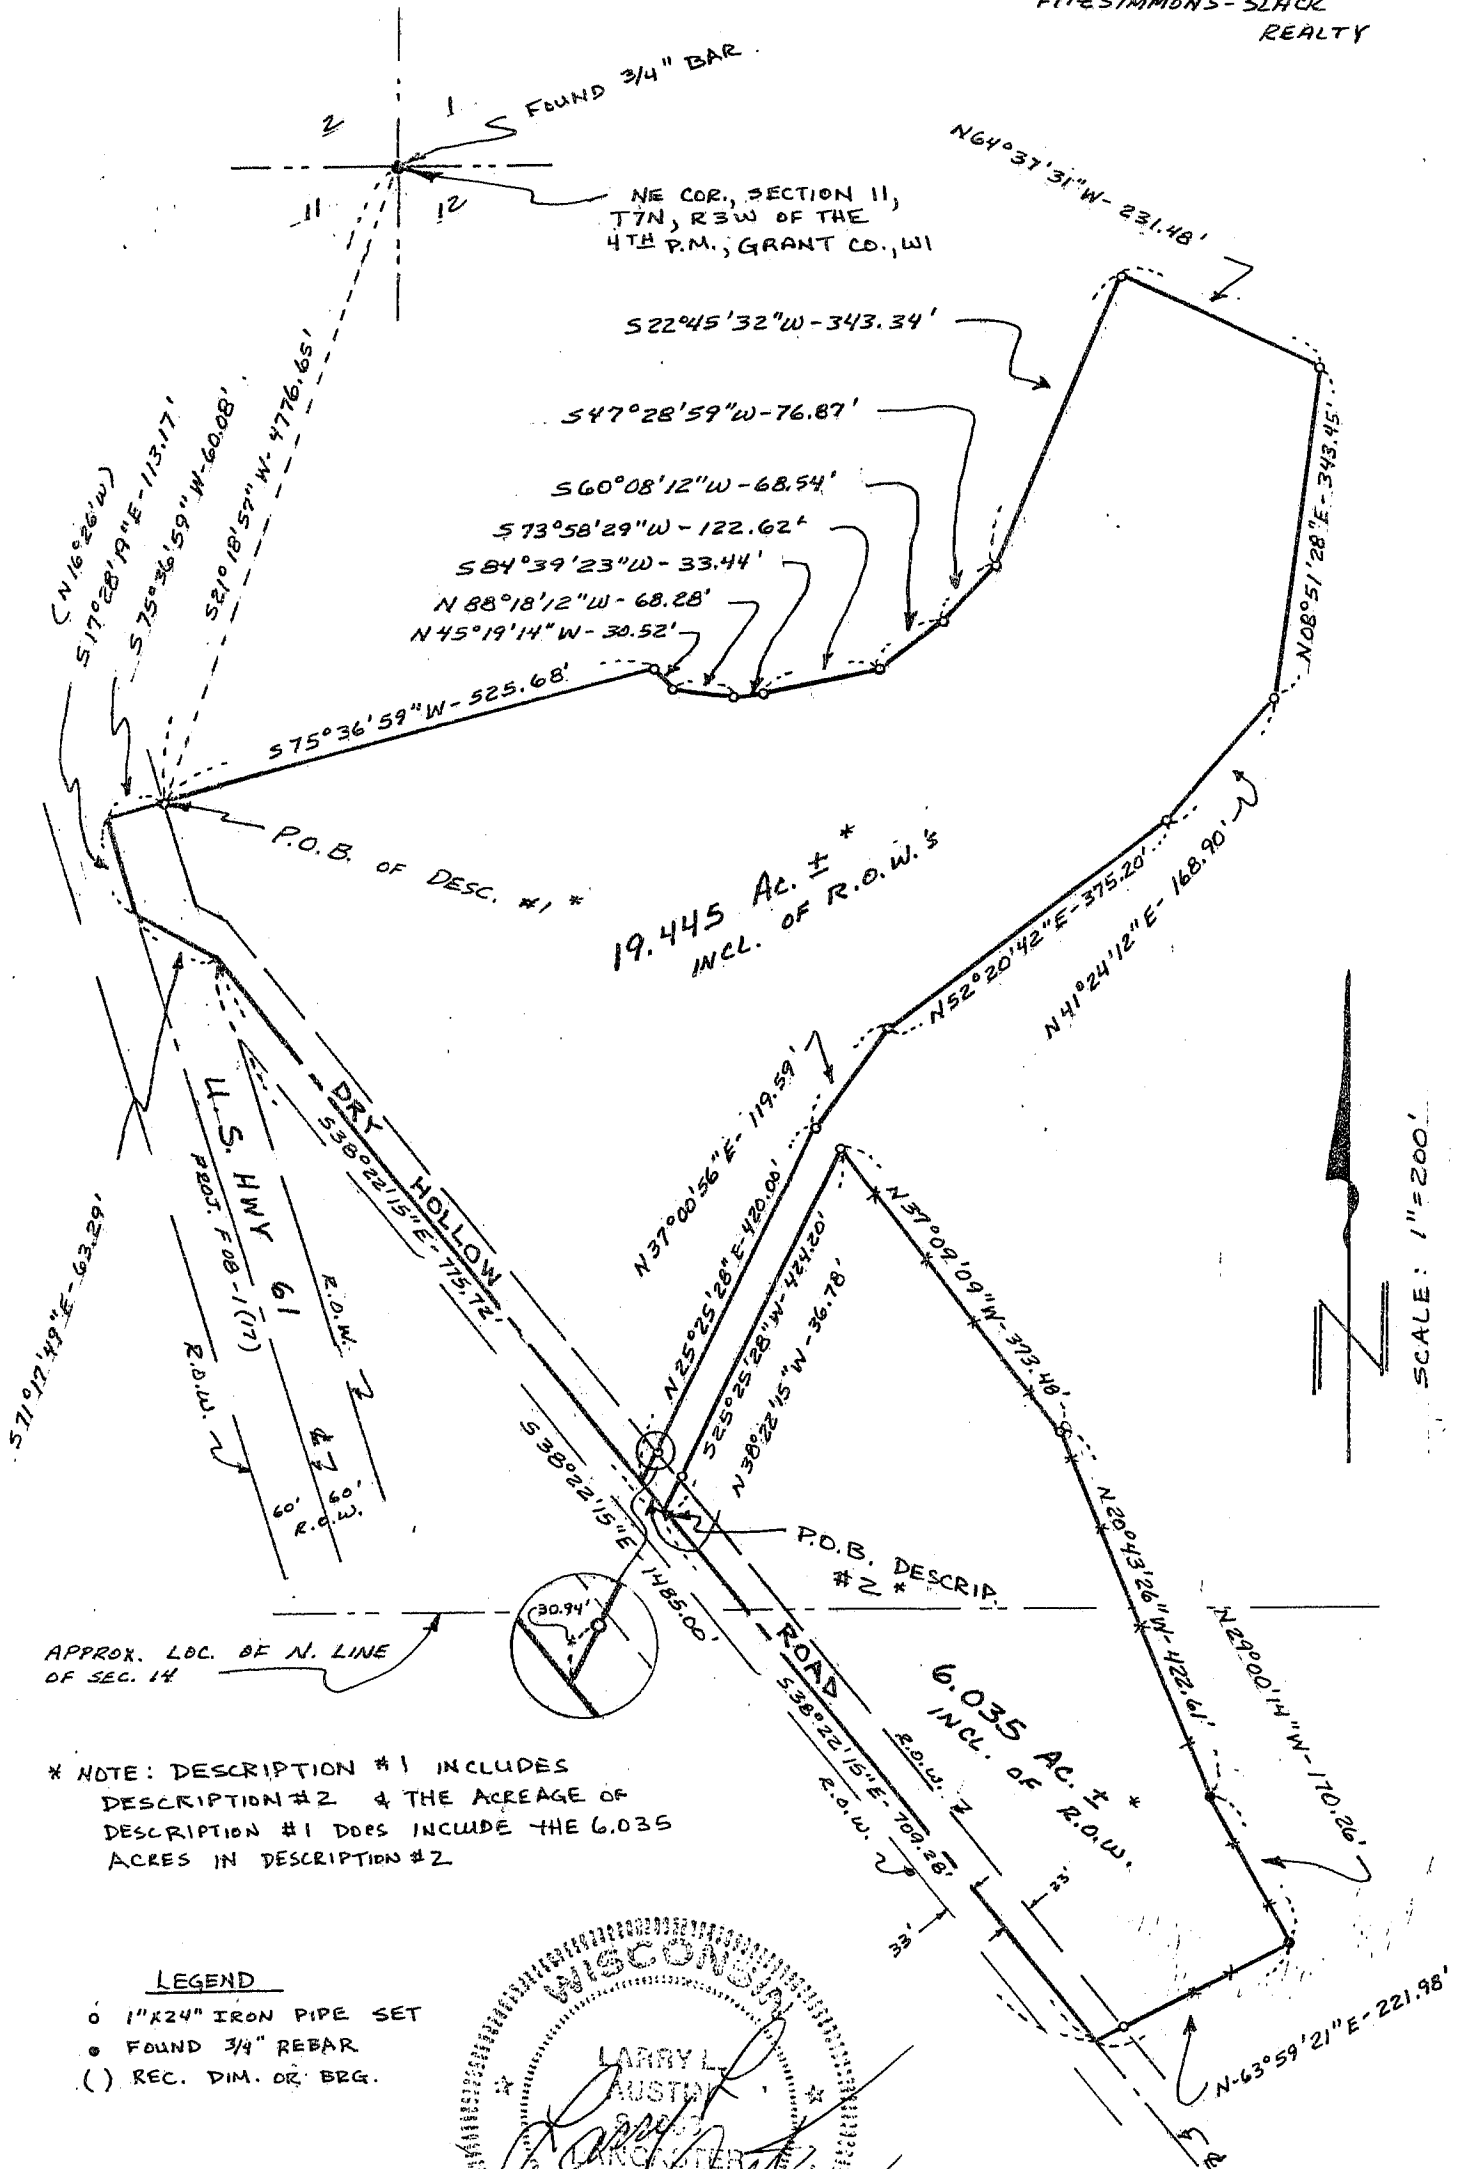 FITZSIMMONS-SLACK
REALTY
FOUND 3/4" BAR
2
1
11
12
NE COR., SECTION 11,
T7N, R3W OF THE
4TH P.M., GRANT CO., WI
N64°37'31"W-231.48'
S22°45'32"W-343.34'
S47°28'59"W-76.87'
S60°08'12"W-68.54'
S73°58'29"W-122.62'
S84°39'23"W-33.44'
N88°18'12"W-68.28'
N45°19'14"W-30.52'
S75°36'59"W-525.68'
(N16°26'W)
S17°28'19"E-113.17'
S75°36'59"W-60.08'
S21°18'57"W-4776.65'
N08°51'28"E-343.45'
P.O.B. OF DESC. #1 *
19.445 Ac. ± *
INCL. OF R.O.W.'s
N52°20'42"E-375.20'
N41°24'12"E-168.90'
N37°00'56"E-119.59'
N25°25'28"E-420.00'
S25°25'28"W-424.20'
N38°22'15"W-36.78'
N37°09'09"W-373.48'
DRY HOLLOW ROAD
S38°22'15"E-775.72'
U.S. HWY 61
PROJ. F 08-1(17)
R.O.W.
R.O.W.
60' 60'
R.O.W.
S71°17'49"E-63.29'
S38°22'15"E 1485.00'
P.O.B. DESCRIP.
#2 *
30.94'
N20°43'26"W-422.61'
N29°00'14"W-170.26'
APPROX. LOC. OF N. LINE
OF SEC. 14
6.035 AC. ± *
INCL. OF R.O.W.
S38°22'15"E-709.28'
R.O.W.
R.O.W.
33'
33'
N-63°59'21"E-221.98'
SCALE: 1"=200'
N
* NOTE: DESCRIPTION #1 INCLUDES
DESCRIPTION #2 & THE ACREAGE OF
DESCRIPTION #1 DOES INCLUDE THE 6.035
ACRES IN DESCRIPTION #2
LEGEND
1"X24" IRON PIPE SET
FOUND 3/4" REBAR
( ) REC. DIM. OR BRG.
WISCONSIN
LARRY L.
AUSTIN
LANCASTER